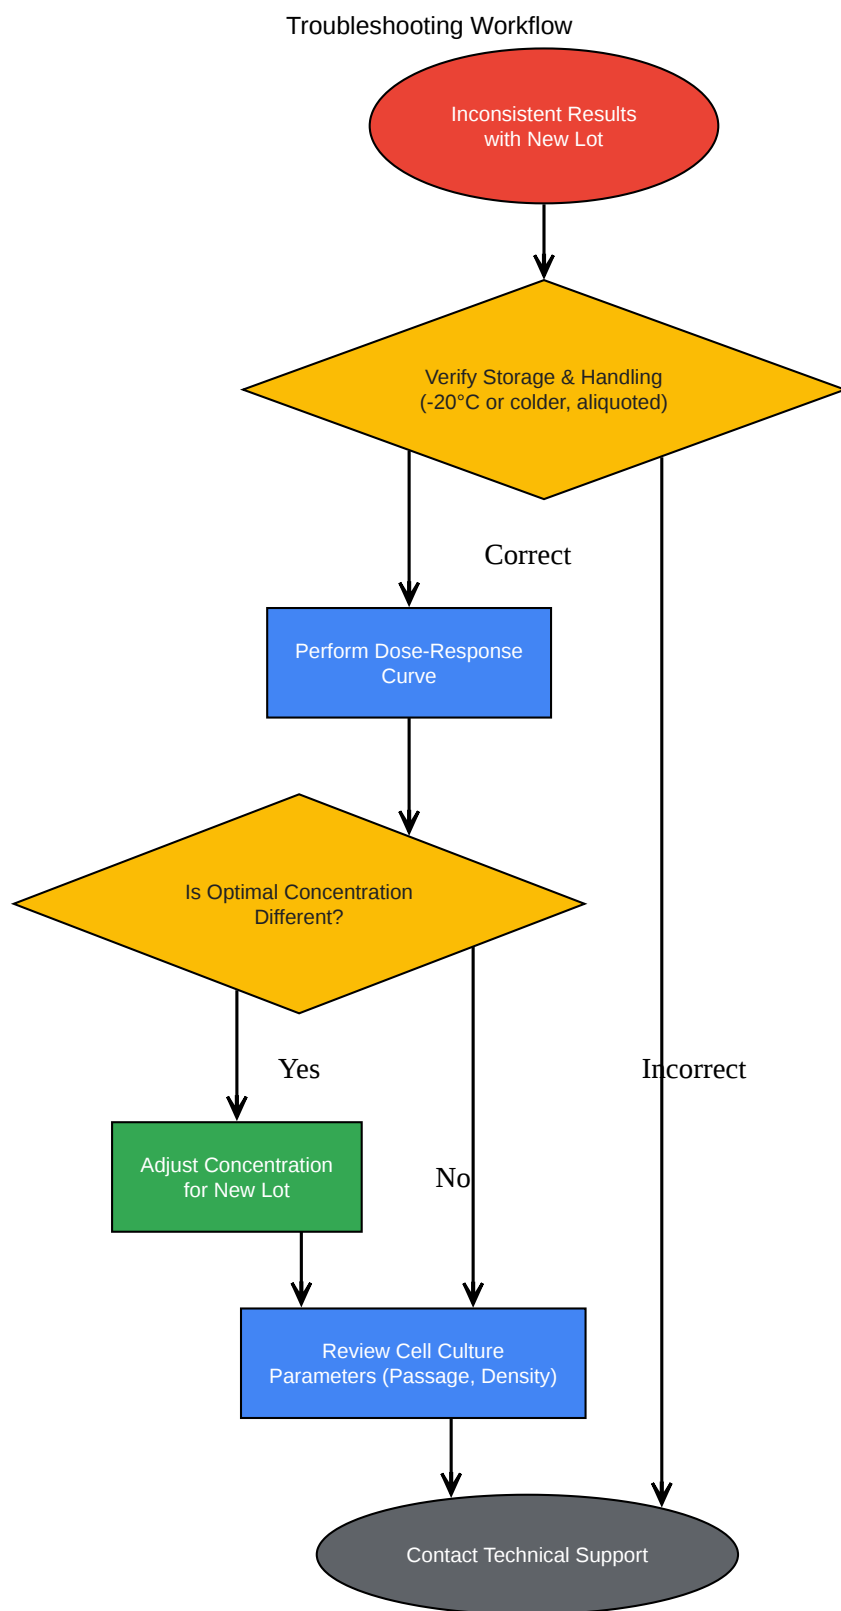 Troubleshooting Workflow
Inconsistent Results
with New Lot
Verify Storage & Handling
(-20°C or colder, aliquoted)
Correct
Perform Dose-Response
Curve
Is Optimal Concentration
Different?
Yes
Incorrect
Adjust Concentration
for New Lot
No
Review Cell Culture
Parameters (Passage, Density)
Contact Technical Support